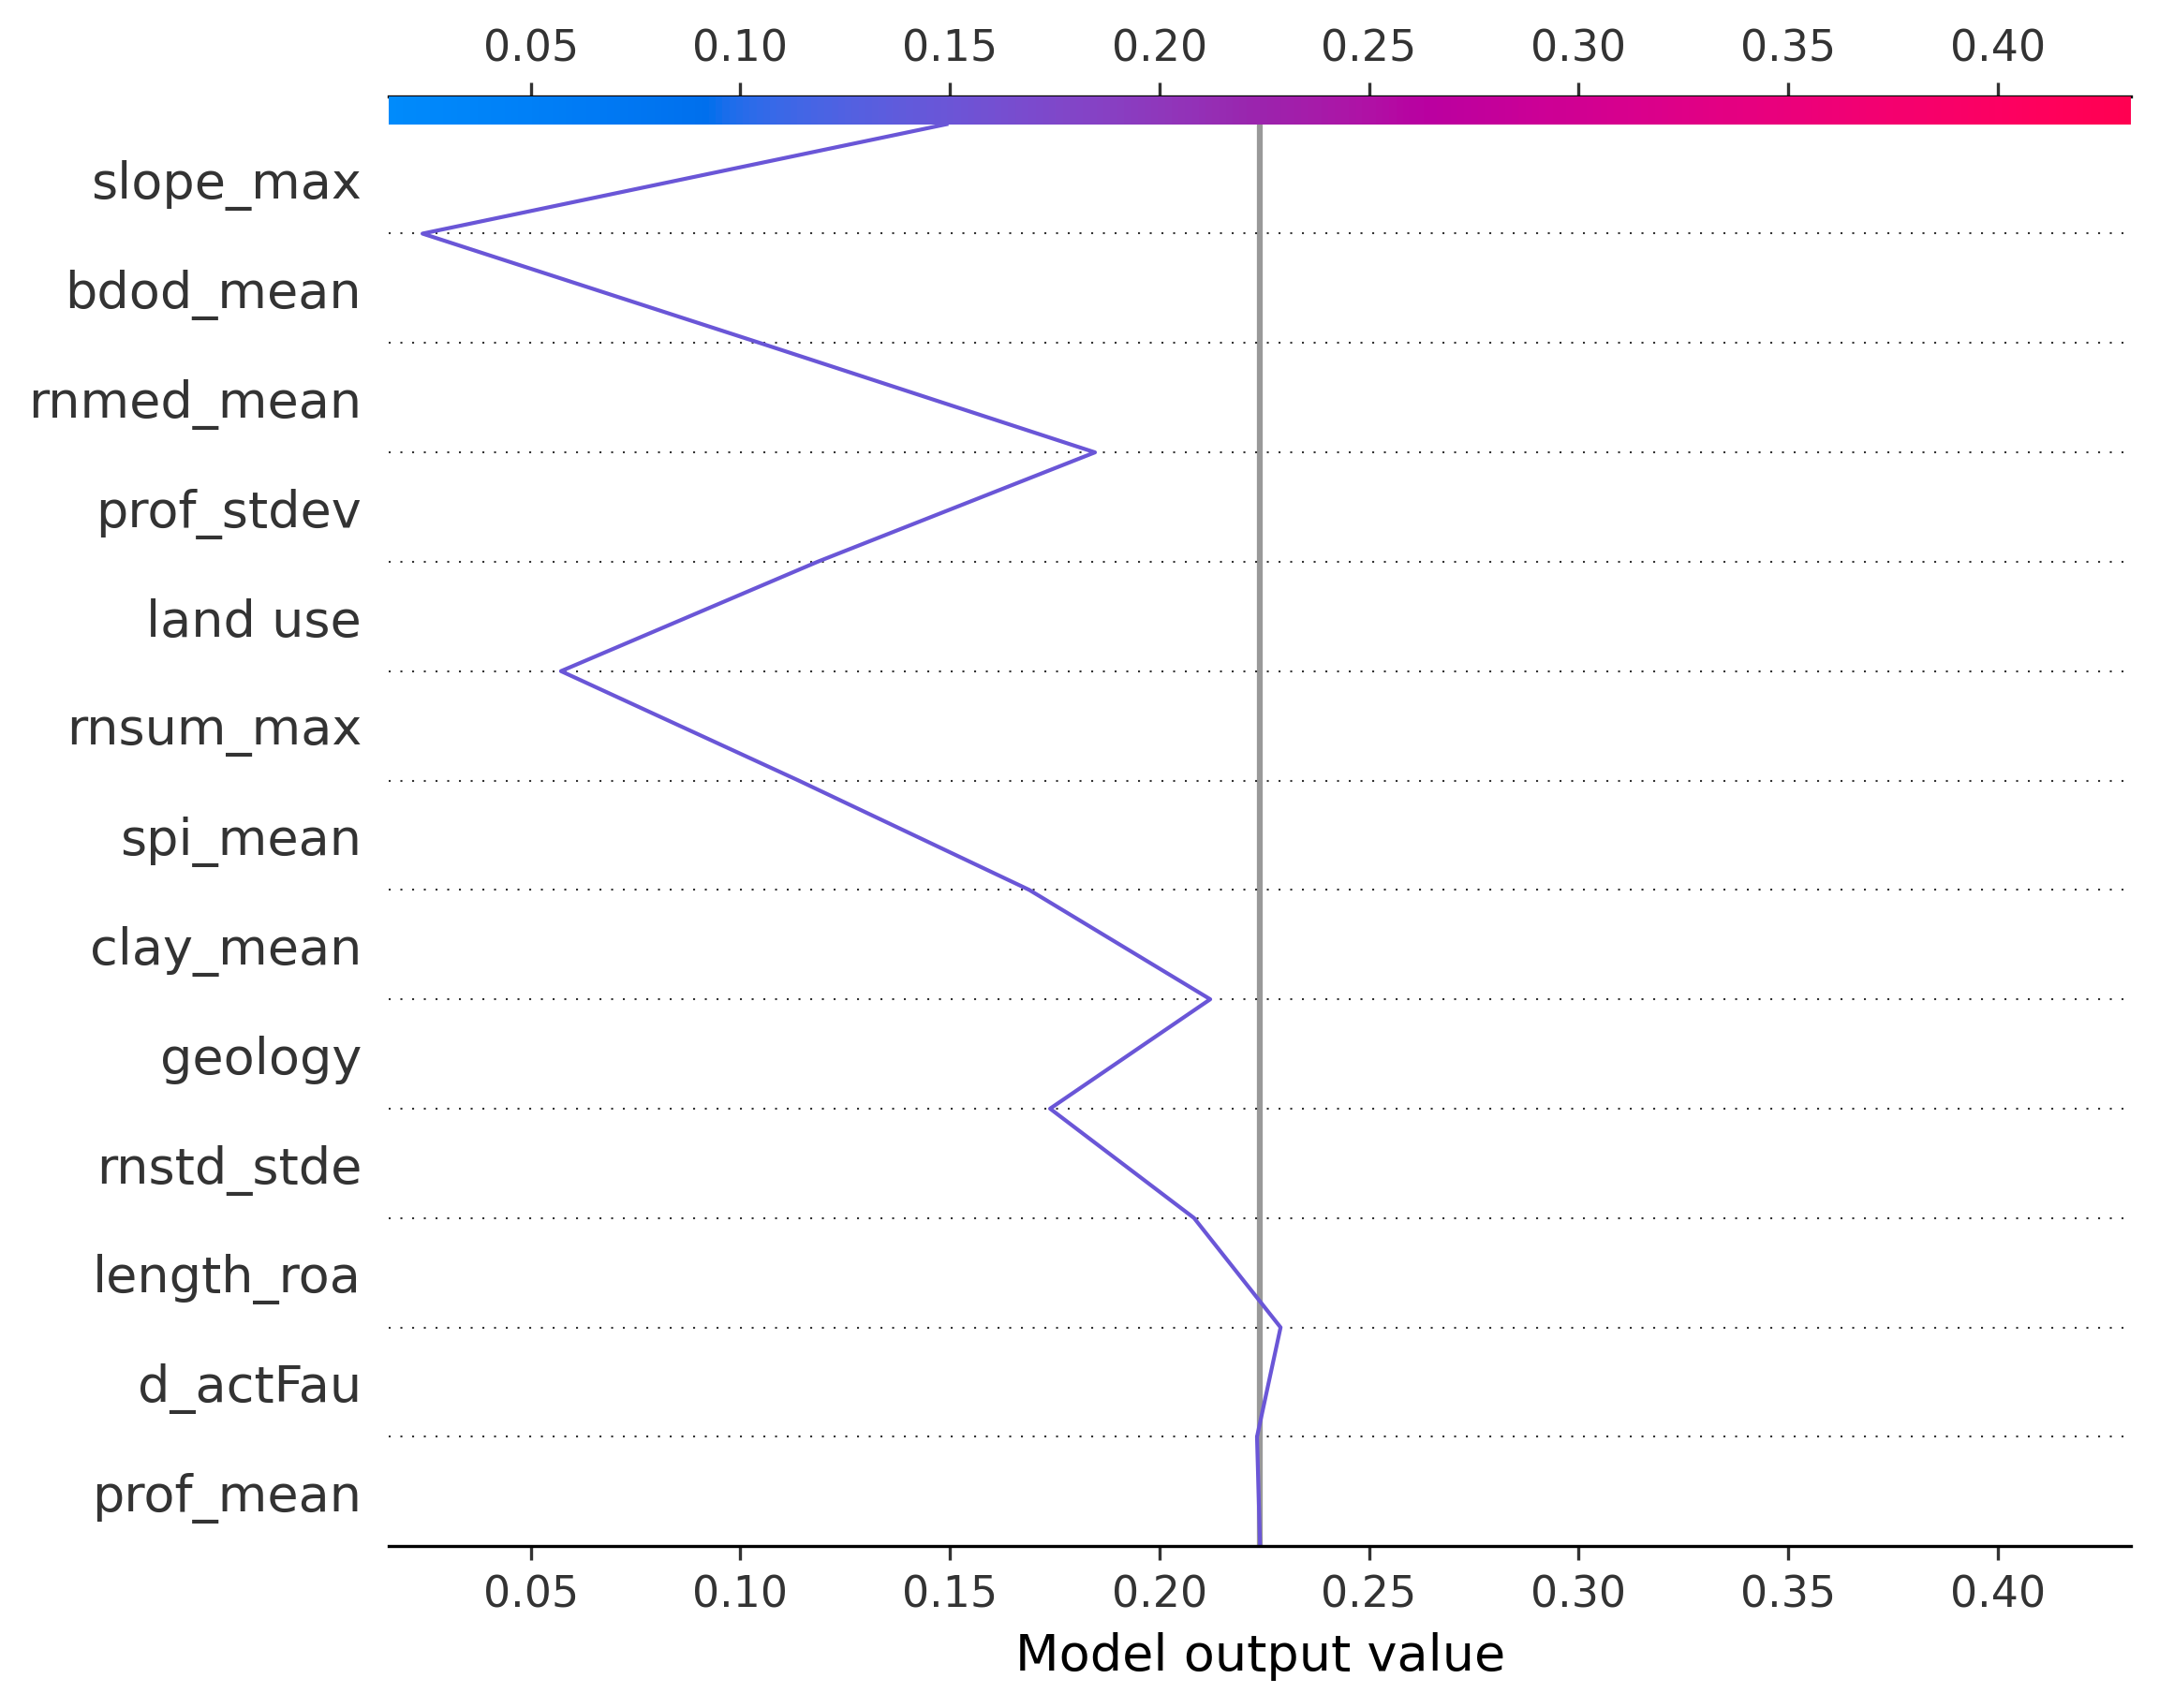 0.05 0.10 0.15 0.20 0.25 0.30 0.35 0.40
slope_max
bdod_mean
rnmed_mean
prof_stdev
land use
rnsum_max
spi_mean
clay_mean
geology
rnstd_stde
length_roa
d_actFau
prof_mean
0.05 0.10 0.15 0.20 0.25 0.30 0.35 0.40
Model output value